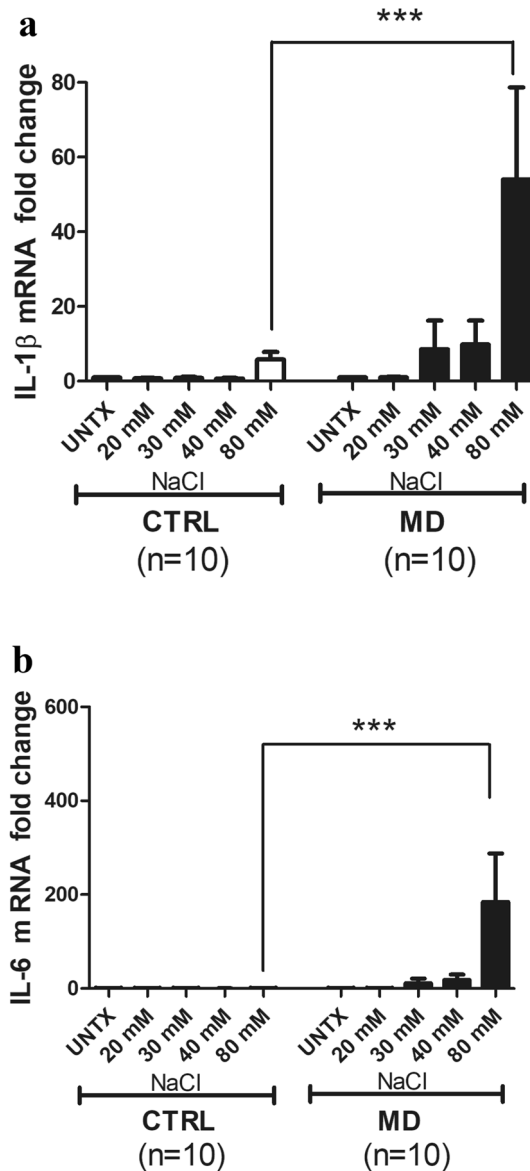 a
***
IL-1β mRNA fold change
80
60
40
20
0
UNTX
20 mM
30 mM
40 mM
80 mM
UNTX
20 mM
30 mM
40 mM
80 mM
NaCl
NaCl
CTRL
MD
(n=10)
(n=10)
b
***
IL-6 m RNA fold change
600
400
200
0
UNTX
20 mM
30 mM
40 mM
80 mM
UNTX
20 mM
30 mM
40 mM
80 mM
NaCl
NaCl
CTRL
MD
(n=10)
(n=10)